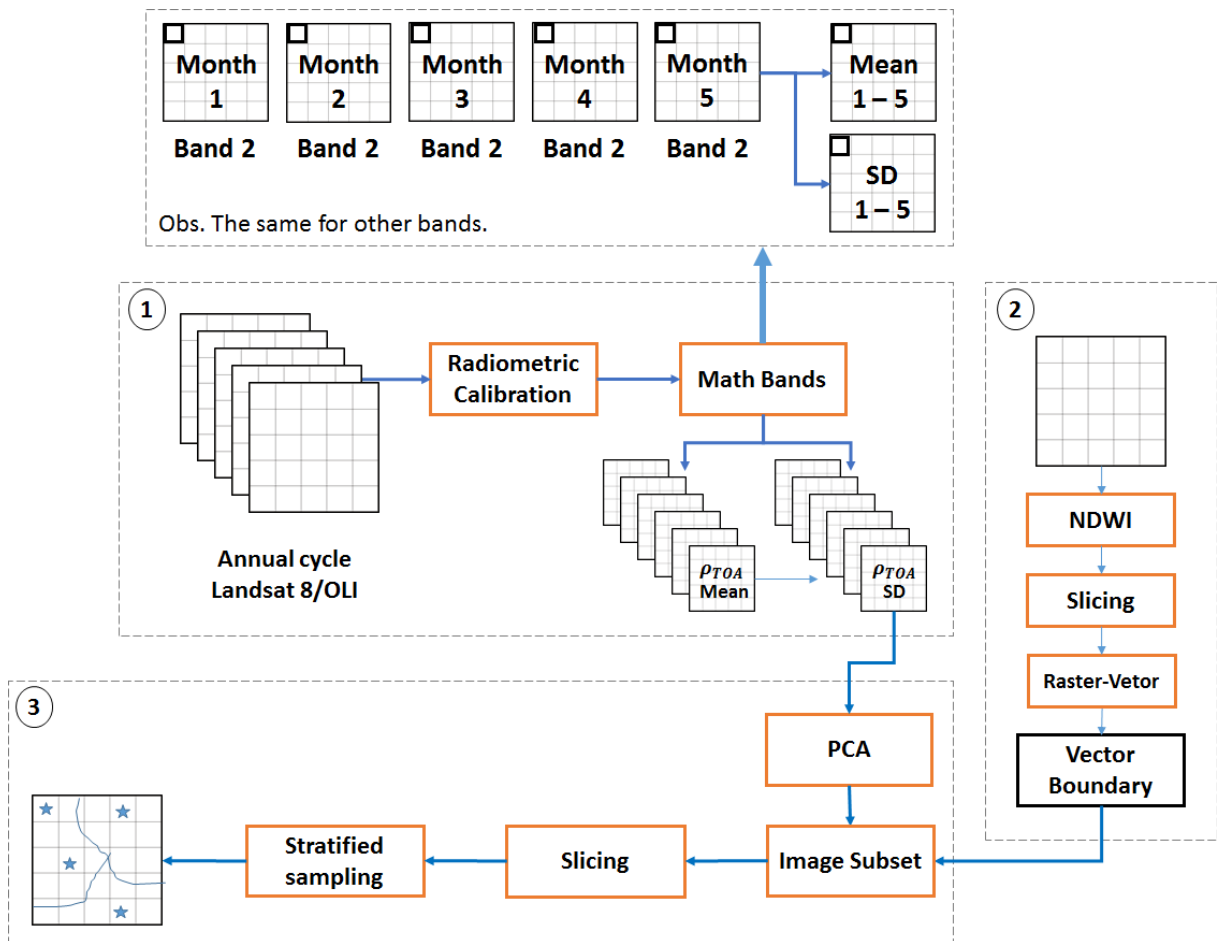 Month
1
Month
2
Month
3
Month
4
Month
5
Mean
1 – 5
Band 2
Band 2
Band 2
Band 2
Band 2
SD
1 – 5
Obs. The same for other bands.
1
Radiometric
Calibration
Math Bands
Annual cycle
Landsat 8/OLI
ρTOA
Mean
ρTOA
SD
2
NDWI
Slicing
Raster-Vetor
Vector
Boundary
3
PCA
Image Subset
Slicing
Stratified
sampling